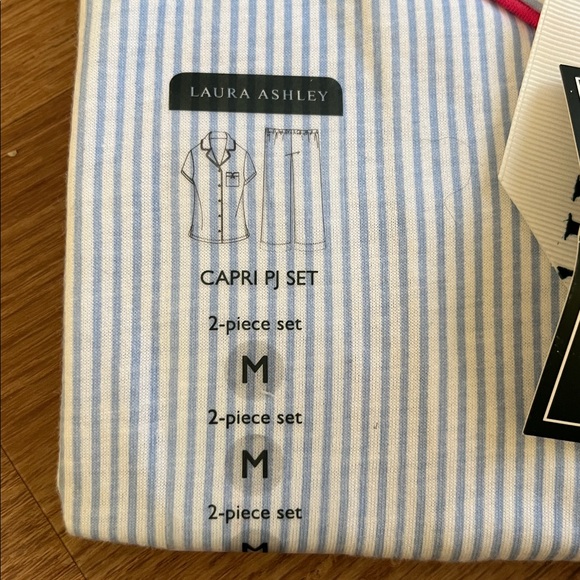 LAURA ASHLEY
CAPRI PJ SET
2-piece set
M
2-piece set
M
2-piece set
M